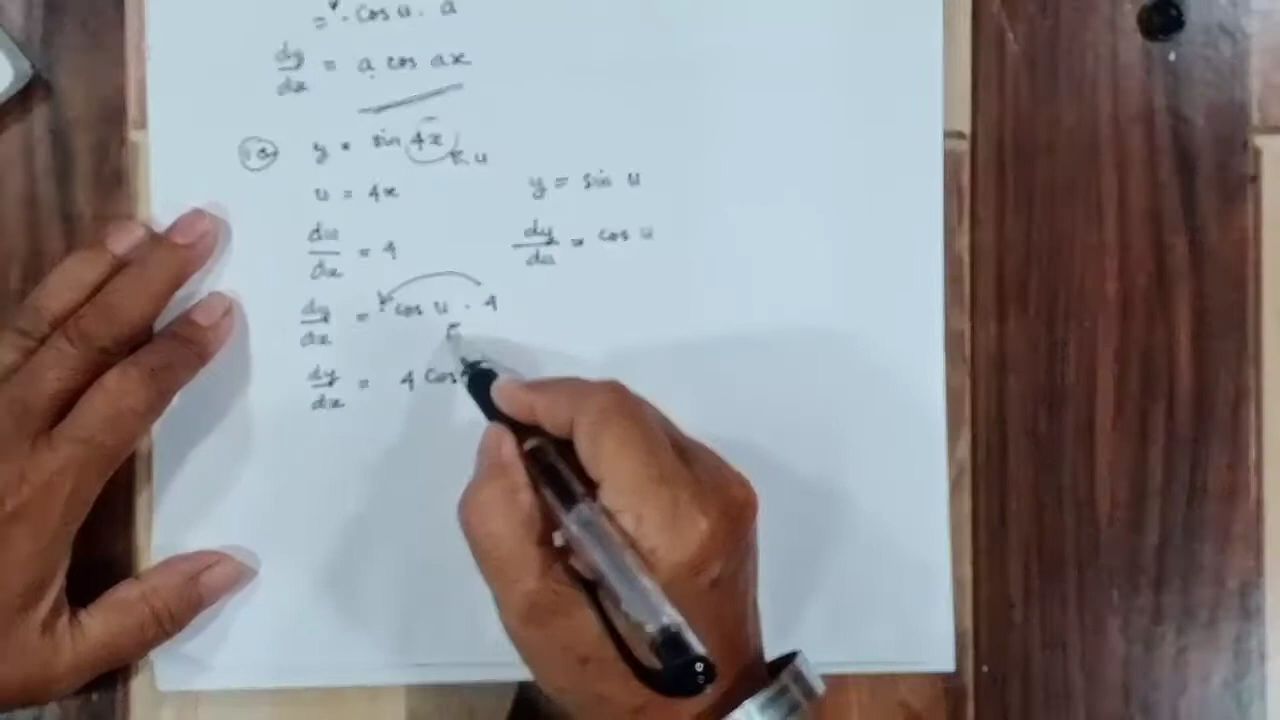 = cos u . a
dy/dx = a cos ax
10 y = sin 4x u
u = 4x y = sin u
du/dx = 4 dy/du = cos u
dy/dx = cos u . 4
dy/dx = 4 cos